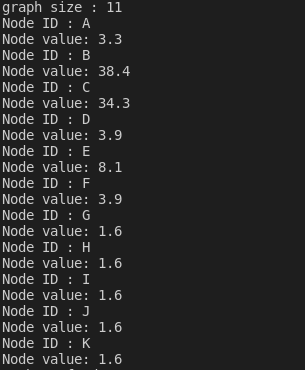 graph size : 11
Node ID : A
Node value: 3.3
Node ID : B
Node value: 38.4
Node ID : C
Node value: 34.3
Node ID : D
Node value: 3.9
Node ID : E
Node value: 8.1
Node ID : F
Node value: 3.9
Node ID : G
Node value: 1.6
Node ID : H
Node value: 1.6
Node ID : I
Node value: 1.6
Node ID : J
Node value: 1.6
Node ID : K
Node value: 1.6